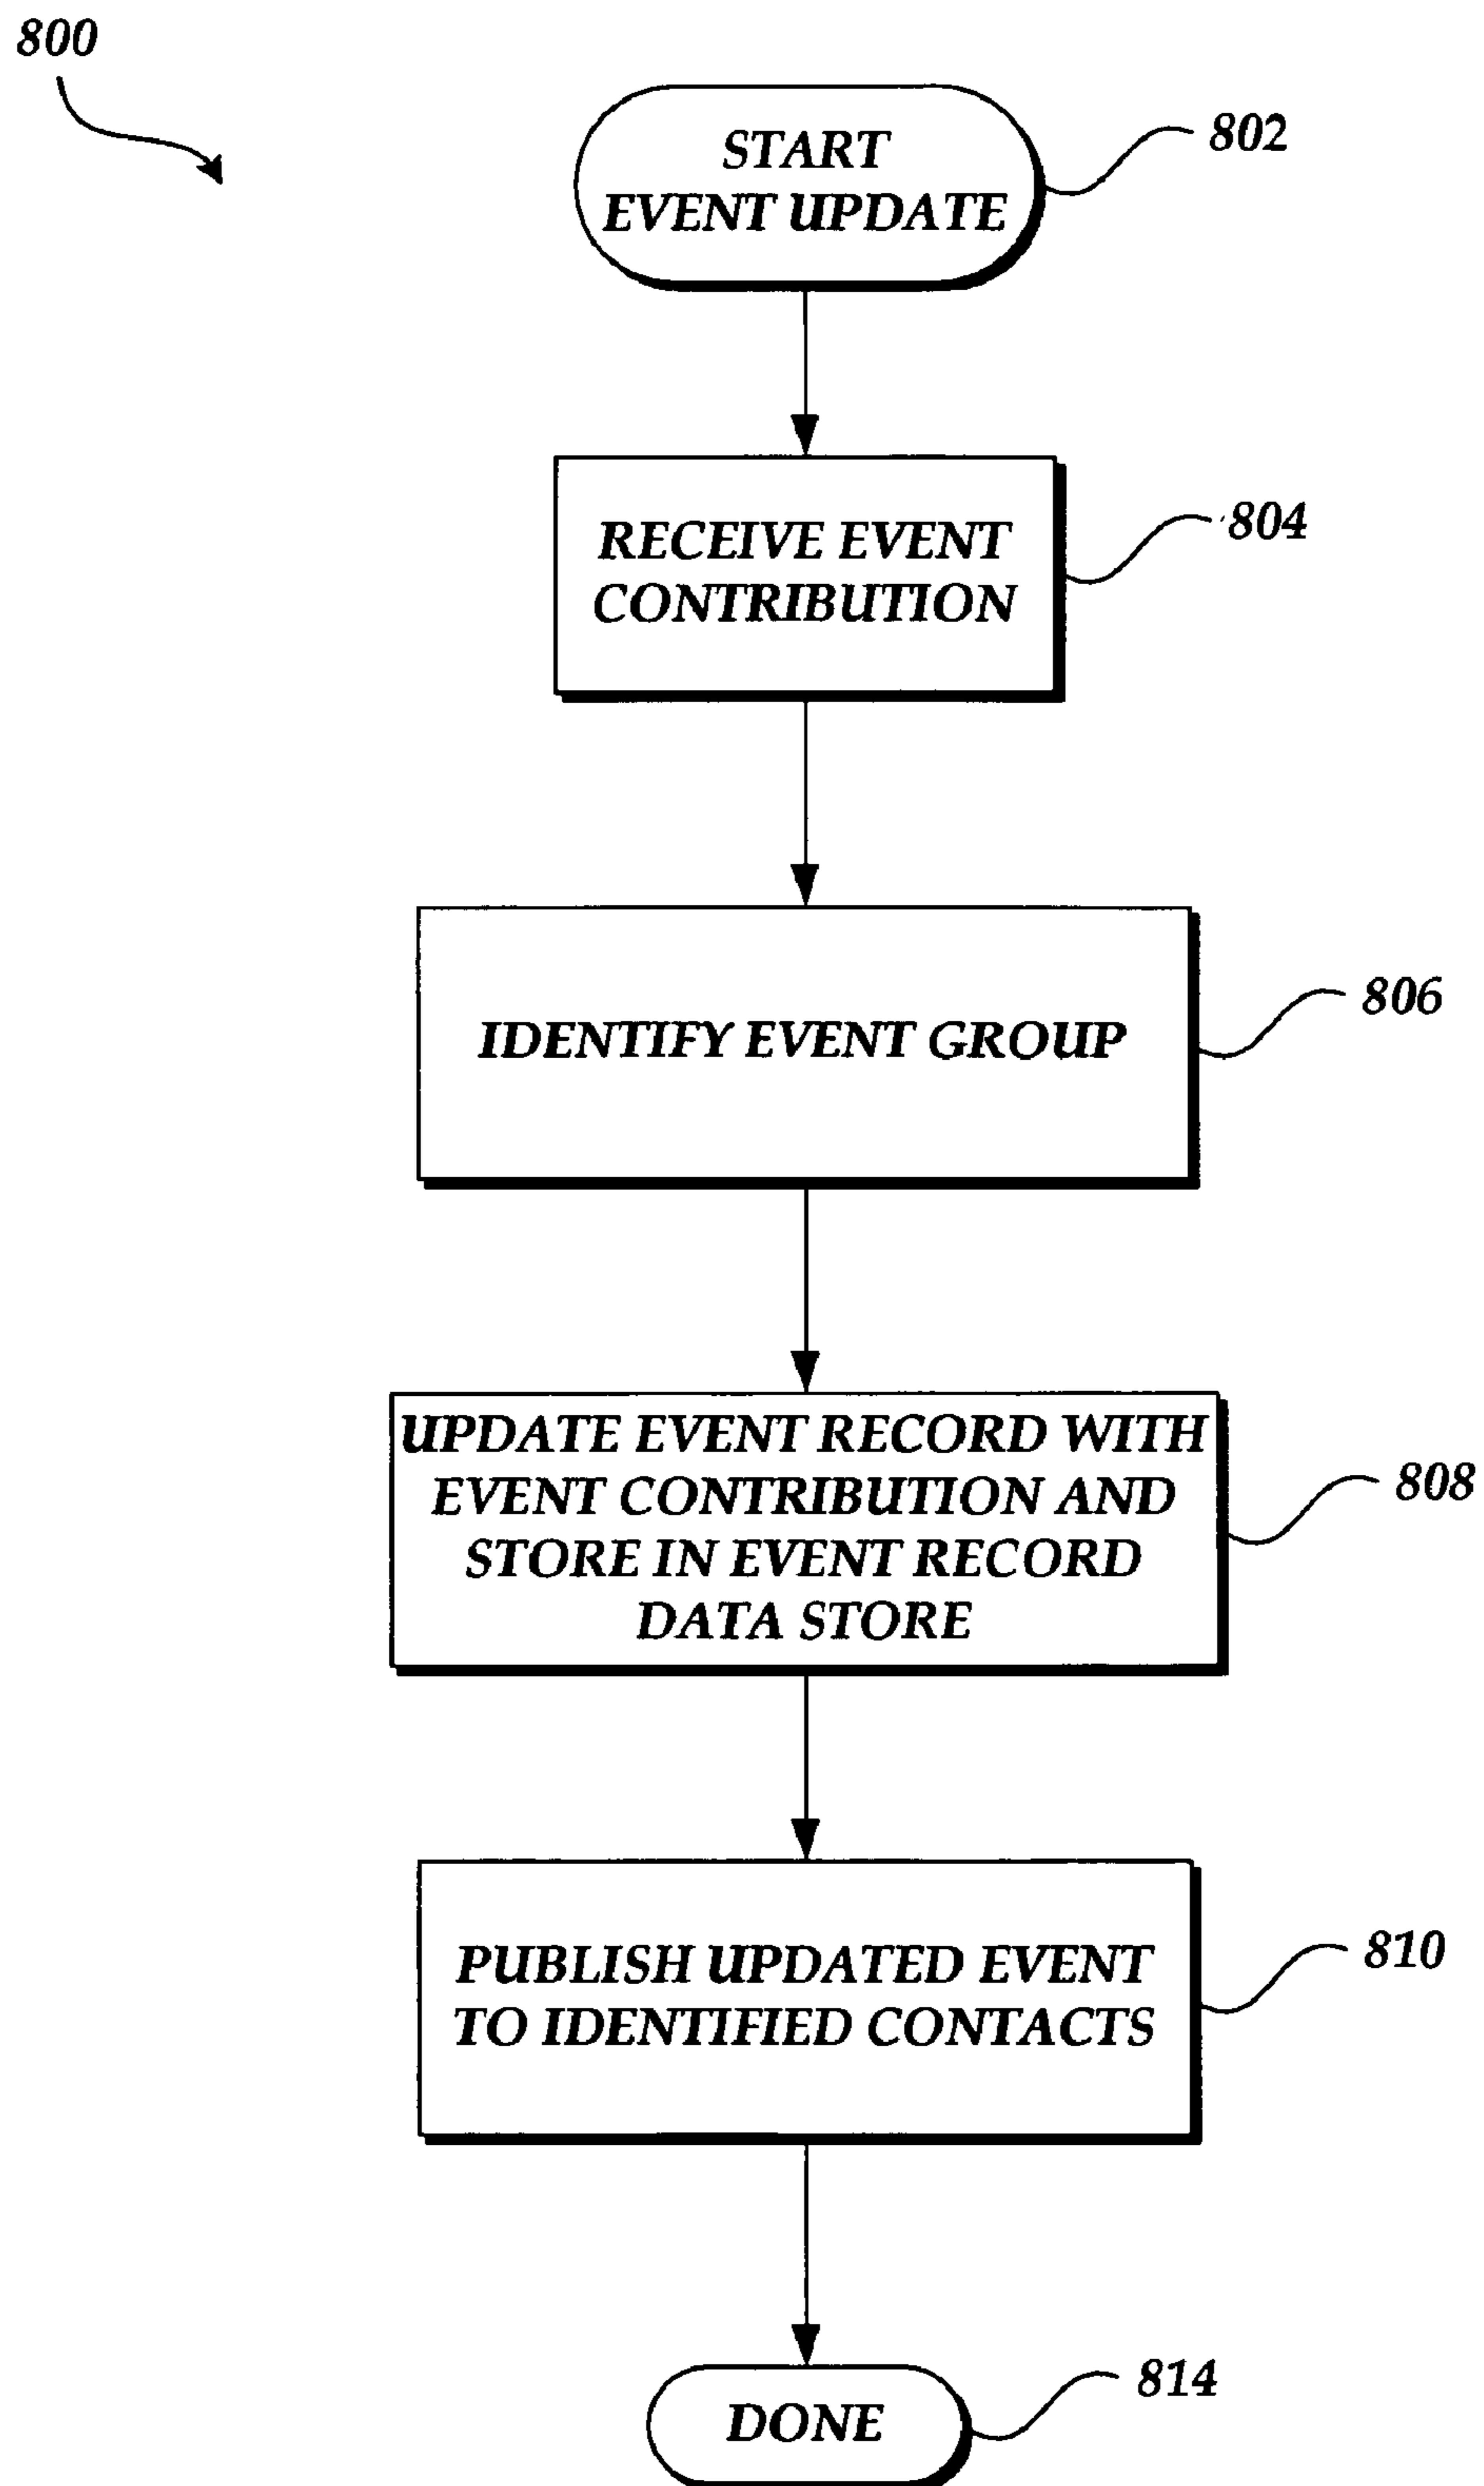 800
START
EVENT UPDATE
802
RECEIVE EVENT
CONTRIBUTION
804
IDENTIFY EVENT GROUP
806
UPDATE EVENT RECORD WITH
EVENT CONTRIBUTION AND
STORE IN EVENT RECORD
DATA STORE
808
PUBLISH UPDATED EVENT
TO IDENTIFIED CONTACTS
810
DONE
814